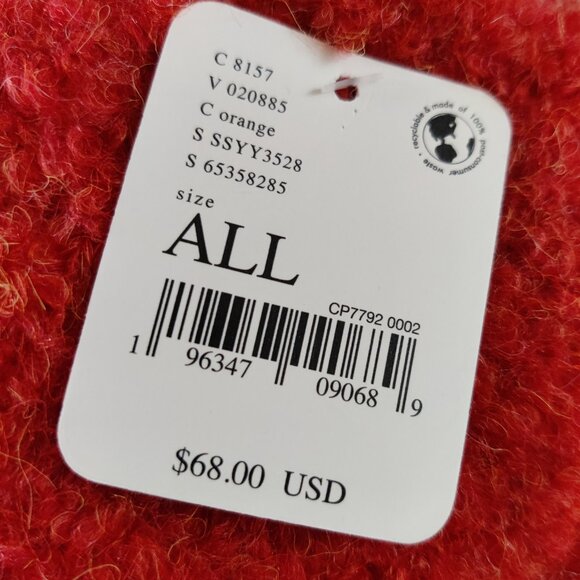 C 8157
V 020885
C orange
S SSYY3528
S 65358285
size
ALL
CP7792 0002
1 96347 09068 9
$68.00 USD
recyclable & made of 100% post-consumer waste •